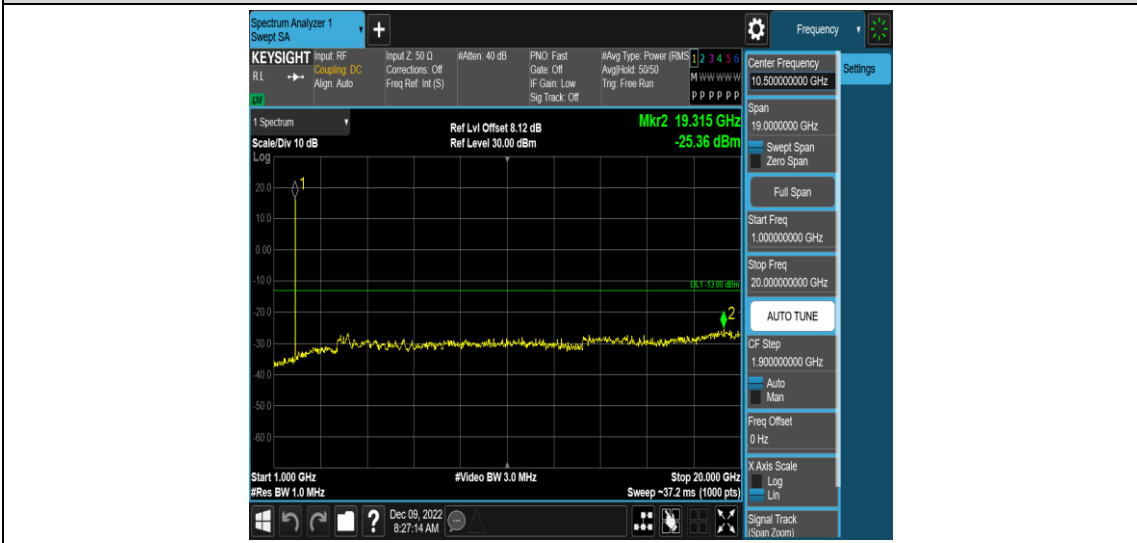 Spectrum Analyzer 1
Swept SA
+
Frequency
KEYSIGHT
RL
LXI
Input: RF
Coupling: DC
Align: Auto
Input Z: 50 Ω
Corrections: Off
Freq Ref: Int (S)
#Atten: 40 dB
PNO: Fast
Gate: Off
IF Gain: Low
Sig Track: Off
#Avg Type: Power (RMS
Avg|Hold: 50/50
Trig: Free Run
1 2 3 4 5 6
M W W W W W
P P P P P P
1 Spectrum
Scale/Div 10 dB
Log
Ref Lvl Offset 8.12 dB
Ref Level 30.00 dBm
Mkr2 19.315 GHz
-25.36 dBm
20.0
10.0
0.00
-10.0
-20.0
-30.0
-40.0
-50.0
-60.0
1
DL1 -13.00 dBm
2
Start 1.000 GHz
#Res BW 1.0 MHz
#Video BW 3.0 MHz
Stop 20.000 GHz
Sweep ~37.2 ms (1000 pts)
?
Dec 09, 2022
8:27:14 AM
Center Frequency
10.500000000 GHz
Settings
Span
19.0000000 GHz
Swept Span
Zero Span
Full Span
Start Freq
1.000000000 GHz
Stop Freq
20.000000000 GHz
AUTO TUNE
CF Step
1.900000000 GHz
Auto
Man
Freq Offset
0 Hz
X Axis Scale
Log
Lin
Signal Track
(Span Zoom)